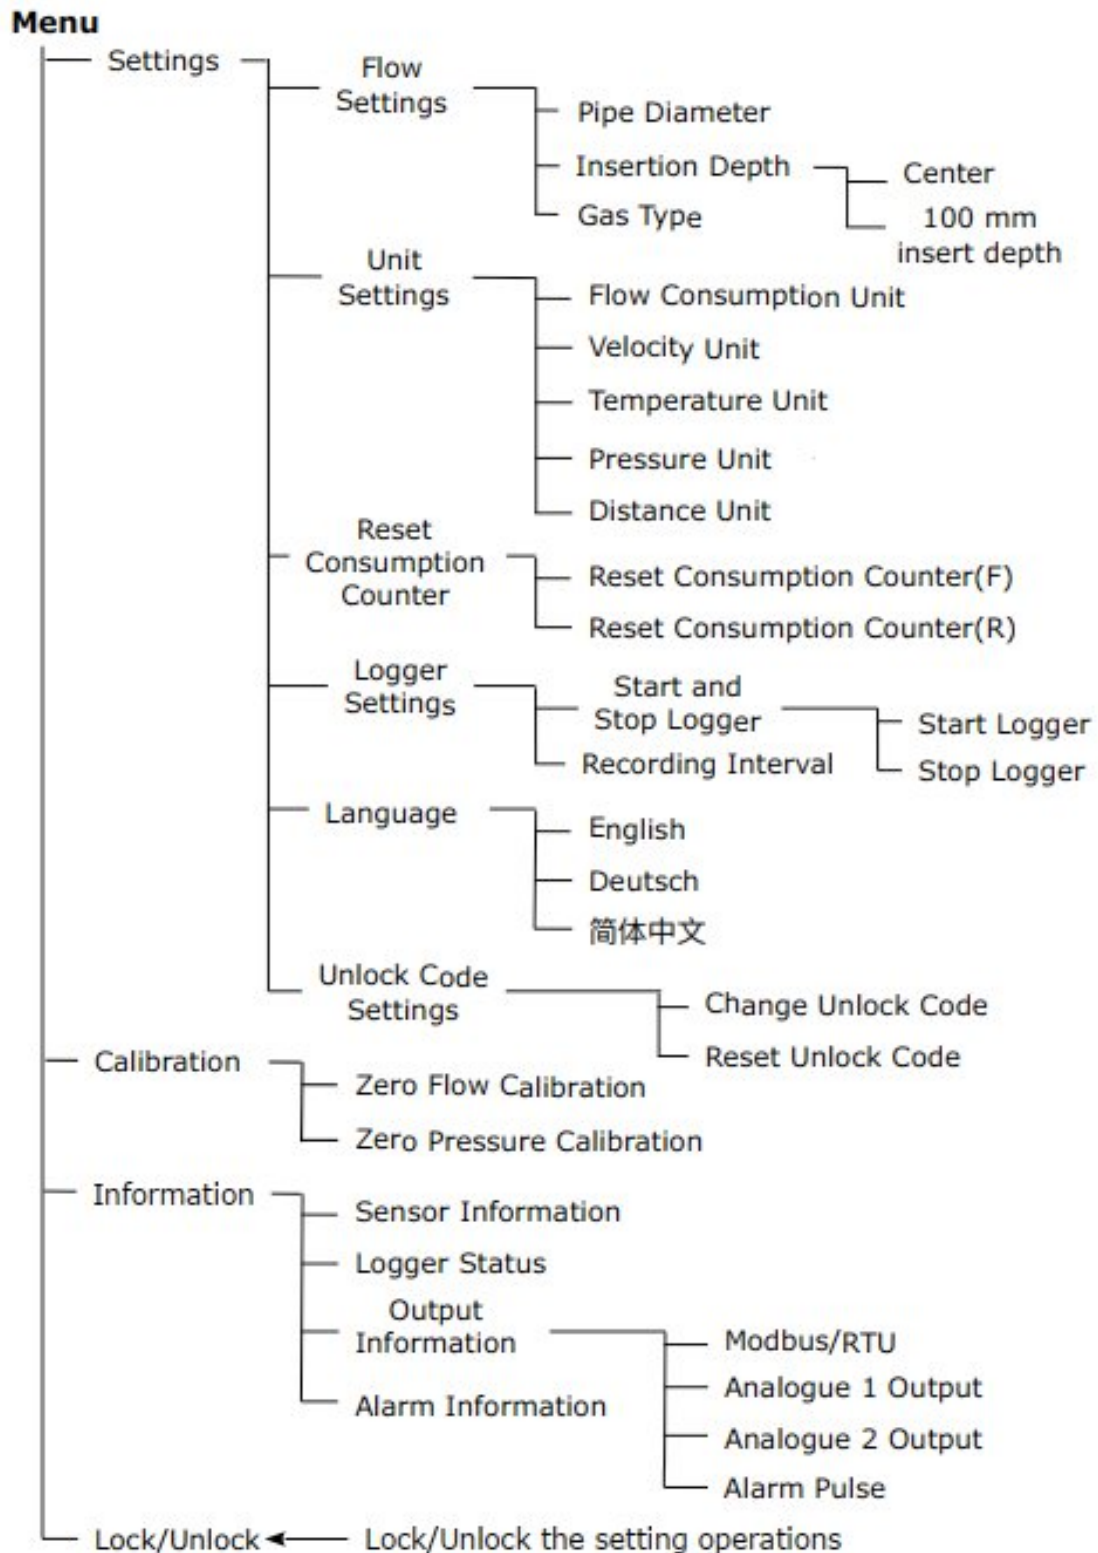 Menu
Settings
Flow
Settings
Pipe Diameter
Insertion Depth
Center
Gas Type
100 mm
insert depth
Unit
Settings
Flow Consumption Unit
Velocity Unit
Temperature Unit
Pressure Unit
Distance Unit
Reset
Consumption
Counter
Reset Consumption Counter(F)
Reset Consumption Counter(R)
Logger
Settings
Start and
Stop Logger
Start Logger
Stop Logger
Recording Interval
Language
English
Deutsch
简体中文
Unlock Code
Settings
Change Unlock Code
Reset Unlock Code
Calibration
Zero Flow Calibration
Zero Pressure Calibration
Information
Sensor Information
Logger Status
Output
Information
Modbus/RTU
Analogue 1 Output
Analogue 2 Output
Alarm Pulse
Alarm Information
Lock/Unlock
Lock/Unlock the setting operations